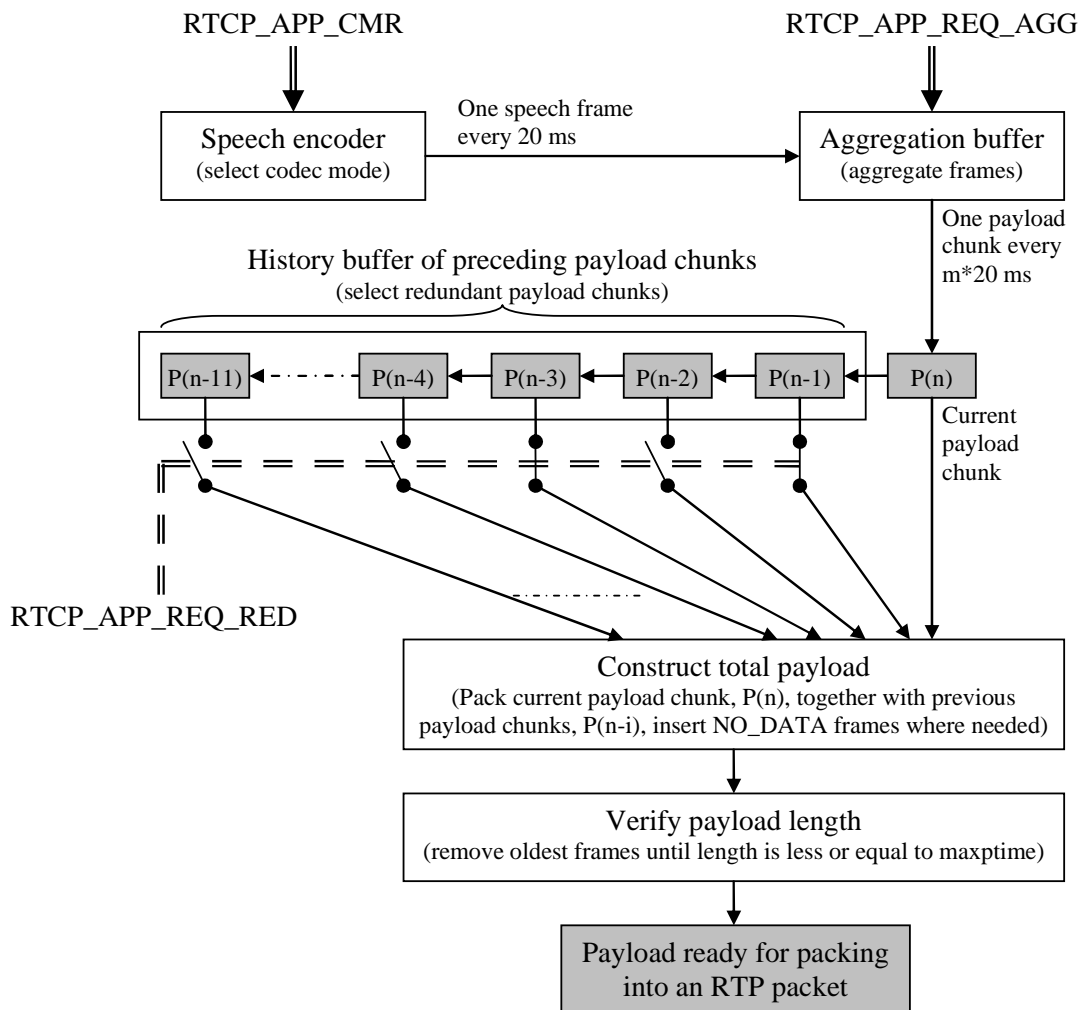 RTCP_APP_CMR
RTCP_APP_REQ_AGG
Speech encoder
(select codec mode)
One speech frame
every 20 ms
Aggregation buffer
(aggregate frames)
One payload
chunk every
m*20 ms
History buffer of preceding payload chunks
(select redundant payload chunks)
P(n-11)
P(n-4)
P(n-3)
P(n-2)
P(n-1)
P(n)
Current
payload
chunk
RTCP_APP_REQ_RED
Construct total payload
(Pack current payload chunk, P(n), together with previous
payload chunks, P(n-i), insert NO_DATA frames where needed)
Verify payload length
(remove oldest frames until length is less or equal to maxptime)
Payload ready for packing
into an RTP packet